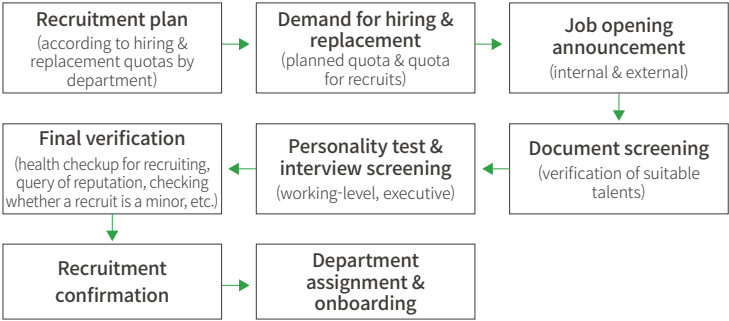 Recruitment plan
(according to hiring &
replacement quotas by
department)
Demand for hiring &
replacement
(planned quota & quota
for recruits)
Job opening
announcement
(internal & external)
Document screening
(verification of suitable
talents)
Personality test &
interview screening
(working-level, executive)
Final verification
(health checkup for recruiting,
query of reputation, checking
whether a recruit is a minor, etc.)
Recruitment
confirmation
Department
assignment &
onboarding